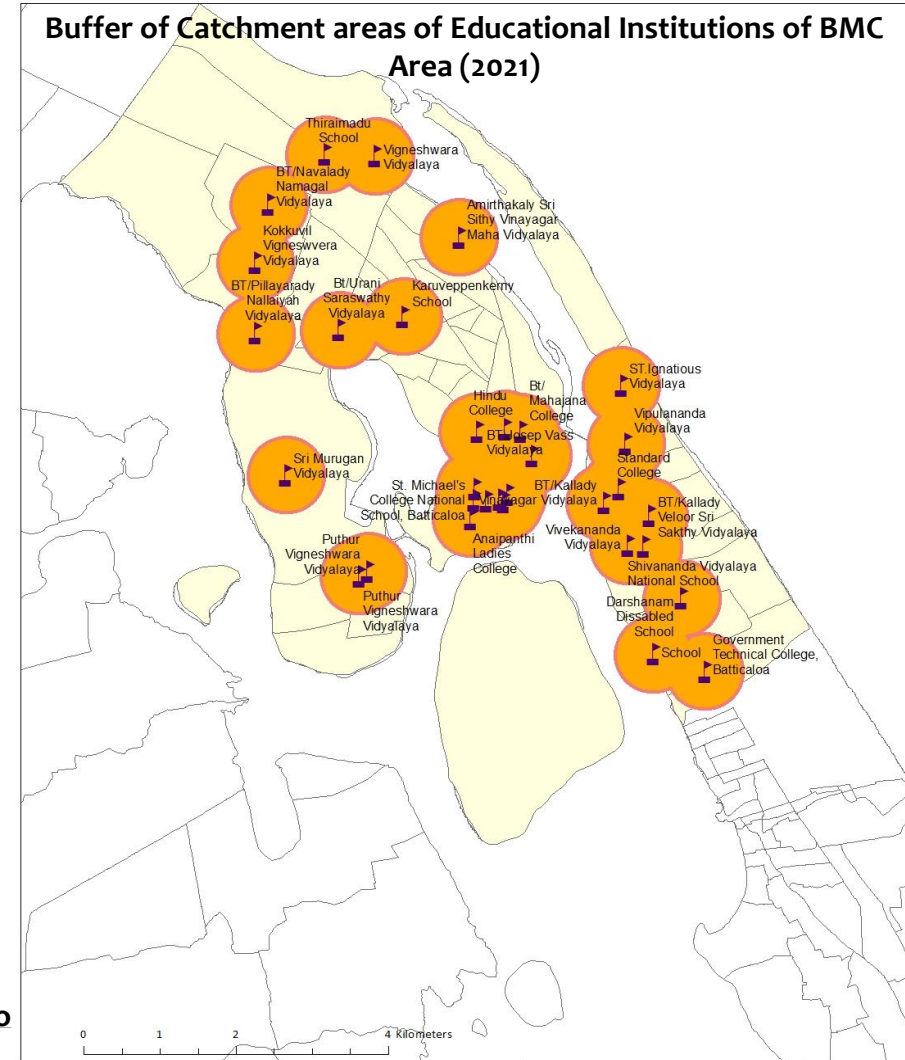 Buffer of Catchment areas of Educational Institutions of BMC
Area (2021)
Thiraimadu
School
Vigneshwara
Vidyalaya
BT/Navalady
Namagal
Vidyalaya
Amirthakaly Sri
Sithy Vinayagar
Maha Vidyalaya
Kokkuvil
Vigneswvera
Vidyalaya
BT/Pillayarady
Nallaiyah
Vidyalaya
Bt/Urani
Saraswathy
Vidyalaya
Karuveppenkerny
School
ST.Ignatious
Vidyalaya
Hindu
College
Bt/
Mahajana
College
Vipulananda
Vidyalaya
BT/Josep Vass
Vidyalaya
Standard
College
Sri Murugan
Vidyalaya
St. Michael's
College National
School, Batticaloa
Vinayagar
BT/Kallady
Vidyalaya
BT/Kallady
Veloor Sri
Sakthy Vidyalaya
Anaipanthi
Ladies
College
Vivekananda
Vidyalaya
Puthur
Vigneshwara
Vidyalaya
Shivananda Vidyalaya
National School
Puthur
Vigneshwara
Vidyalaya
Darshanam
Dissabled
School
School
Government
Technical College,
Batticaloa
0 1 2 4 Kilometers